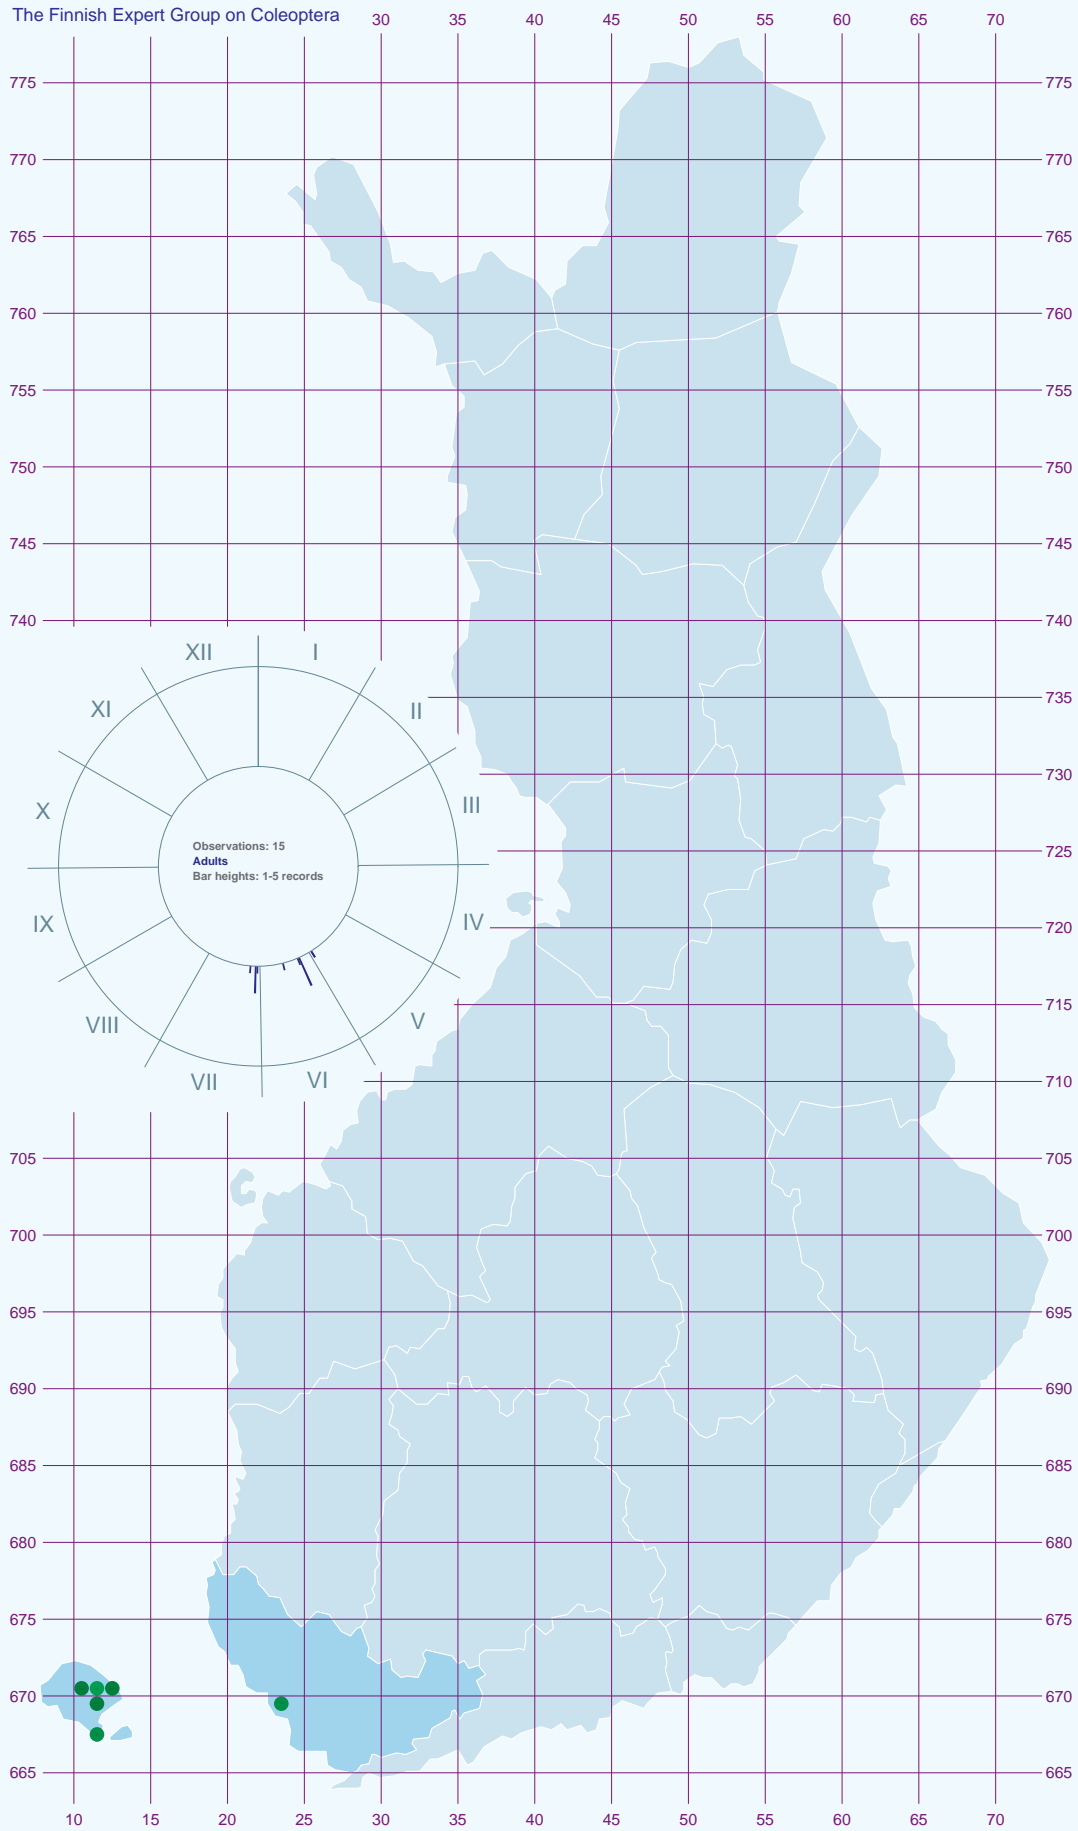 The Finnish Expert Group on Coleoptera 30 35 40 45 50 55 60 65 70
775 775
770 770
765 765
760 760
755 755
750 750
745 745
740 740
XII I
XI II
735
730
X III
Observations: 15
Adults
Bar heights: 1-5 records
725
IX IV 720
715
VIII V
VII VI 710
705 705
700 700
695 695
690 690
685 685
680 680
675 675
670 670
665 665
10 15 20 25 30 35 40 45 50 55 60 65 70